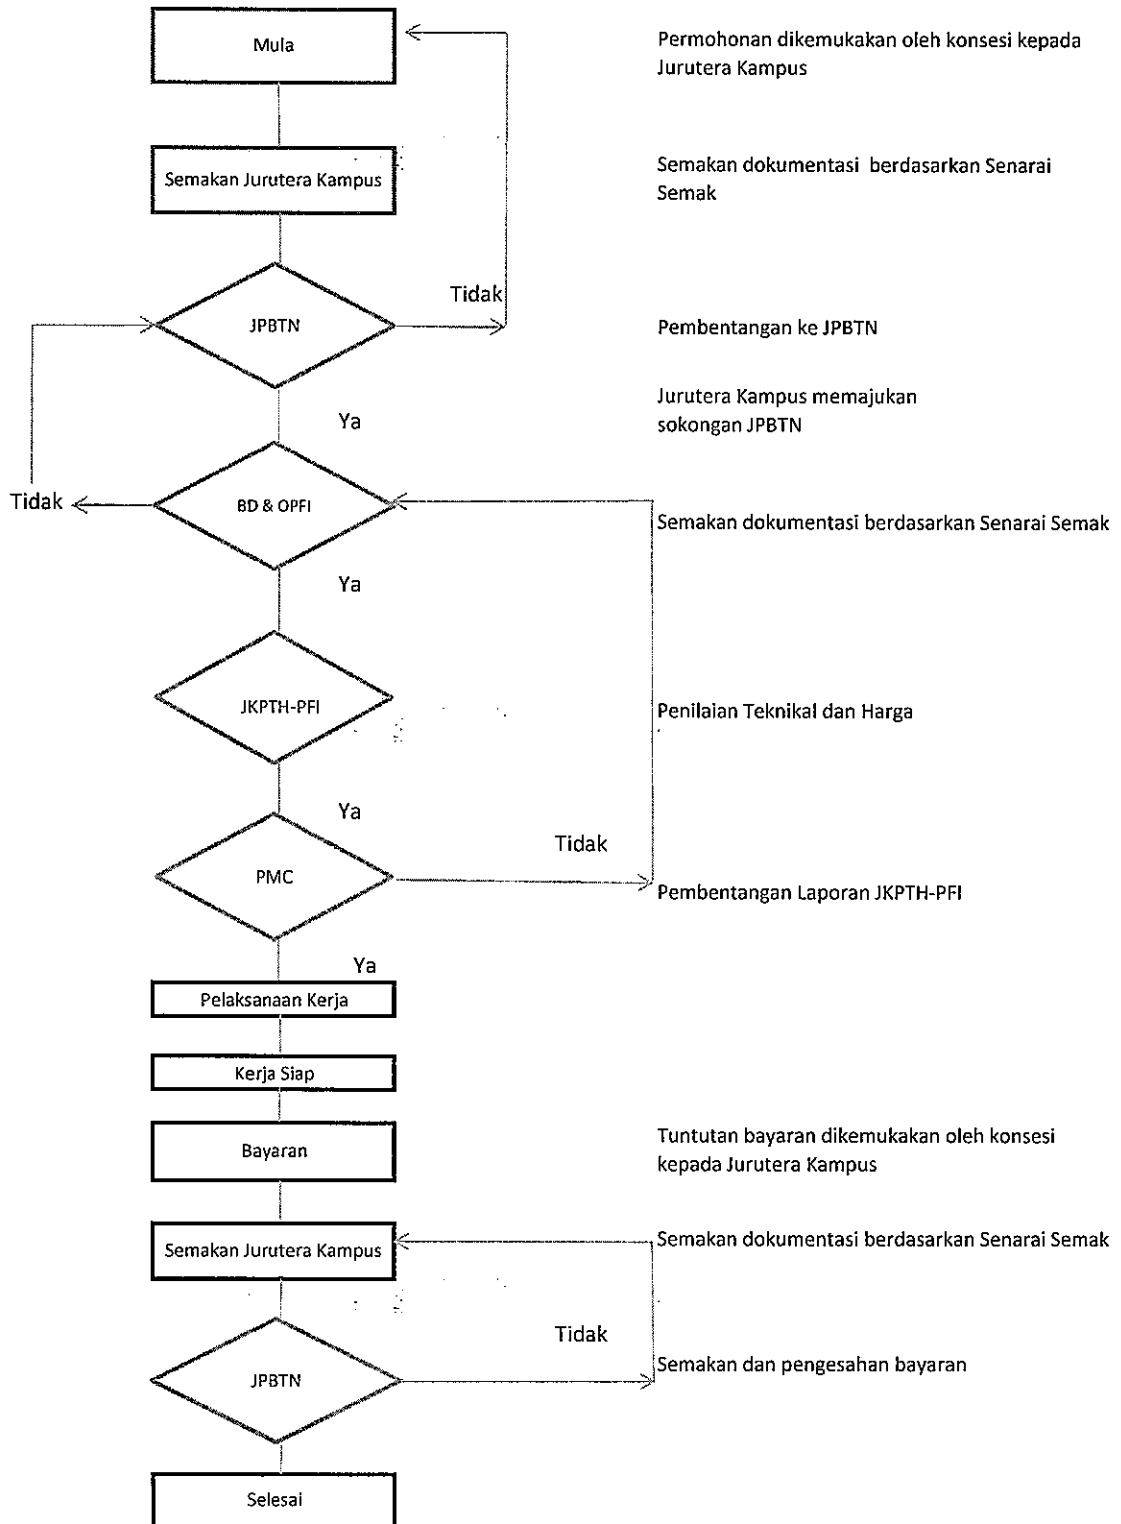 Mula
Permohonan dikemukakan oleh konsesi kepada
Jurutera Kampus
Semakan Jurutera Kampus
Semakan dokumentasi berdasarkan Senarai
Semak
Tidak
JPBTN
Pembentangan ke JPBTN
Ya
Jurutera Kampus memajukan
sokongan JPBTN
Tidak
BD & OPFI
Semakan dokumentasi berdasarkan Senarai Semak
Ya
JKPTH-PFI
Penilaian Teknikal dan Harga
Ya
Tidak
PMC
Pembentangan Laporan JKPTH-PFI
Ya
Pelaksanaan Kerja
Kerja Siap
Bayaran
Tuntutan bayaran dikemukakan oleh konsesi
kepada Jurutera Kampus
Semakan Jurutera Kampus
Semakan dokumentasi berdasarkan Senarai Semak
Tidak
JPBTN
Semakan dan pengesahan bayaran
Selesai